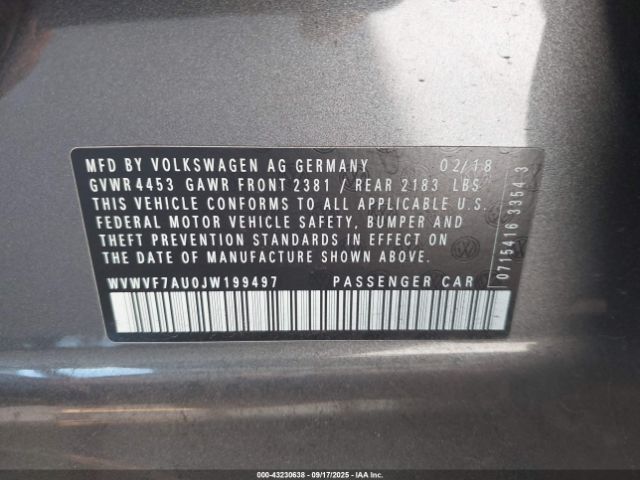 MFD BY VOLKSWAGEN AG GERMANY 02/18
GVWR 4453 GAWR FRONT 2381 / REAR 2183 LBS
THIS VEHICLE CONFORMS TO ALL APPLICABLE U.S.
FEDERAL MOTOR VEHICLE SAFETY, BUMPER AND
THEFT PREVENTION STANDARDS IN EFFECT ON
THE DATE OF MANUFACTURE SHOWN ABOVE.
WVWVF7AU0JW199497 PASSENGER CAR
0715416 3354 3
000-43230638 - 09/17/2025 - IAAI.COM